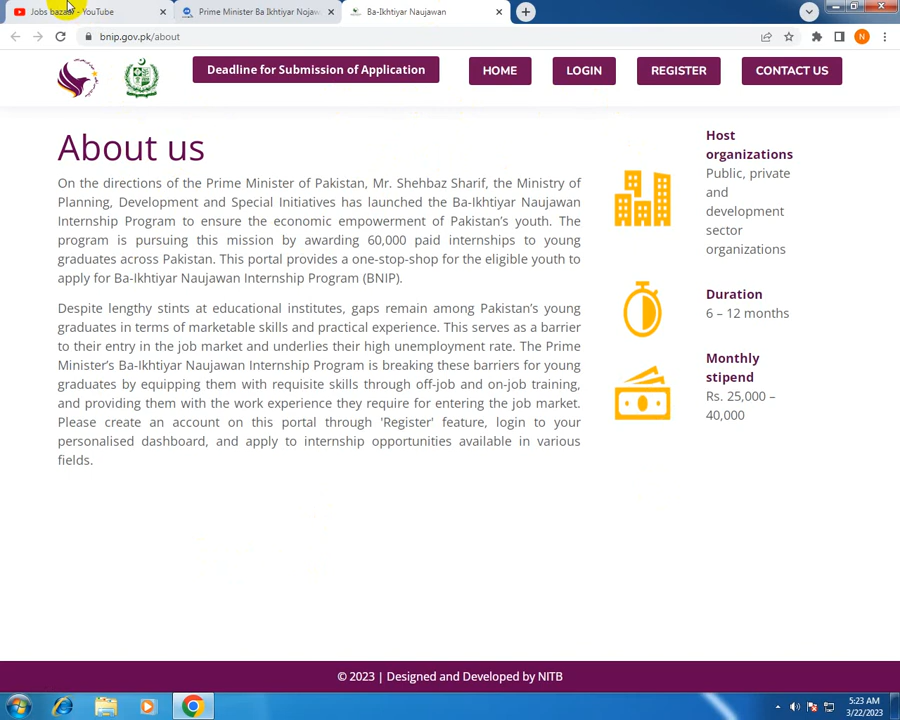 Jobs bazaar - YouTube
Prime Minister Ba Ikhtiyar Nojaw
Ba-Ikhtiyar Naujawan
bnip.gov.pk/about
N
Deadline for Submission of Application
HOME
LOGIN
REGISTER
CONTACT US
About us
On the directions of the Prime Minister of Pakistan, Mr. Shehbaz Sharif, the Ministry of
Planning, Development and Special Initiatives has launched the Ba-Ikhtiyar Naujawan
Internship Program to ensure the economic empowerment of Pakistan's youth. The
program is pursuing this mission by awarding 60,000 paid internships to young
graduates across Pakistan. This portal provides a one-stop-shop for the eligible youth to
apply for Ba-Ikhtiyar Naujawan Internship Program (BNIP).
Despite lengthy stints at educational institutes, gaps remain among Pakistan's young
graduates in terms of marketable skills and practical experience. This serves as a barrier
to their entry in the job market and underlies their high unemployment rate. The Prime
Minister's Ba-Ikhtiyar Naujawan Internship Program is breaking these barriers for young
graduates by equipping them with requisite skills through off-job and on-job training,
and providing them with the work experience they require for entering the job market.
Please create an account on this portal through 'Register' feature, login to your
personalised dashboard, and apply to internship opportunities available in various
fields.
Host
organizations
Public, private
and
development
sector
organizations
Duration
6 – 12 months
Monthly
stipend
Rs. 25,000 –
40,000
© 2023 | Designed and Developed by NITB
5:23 AM
3/22/2023